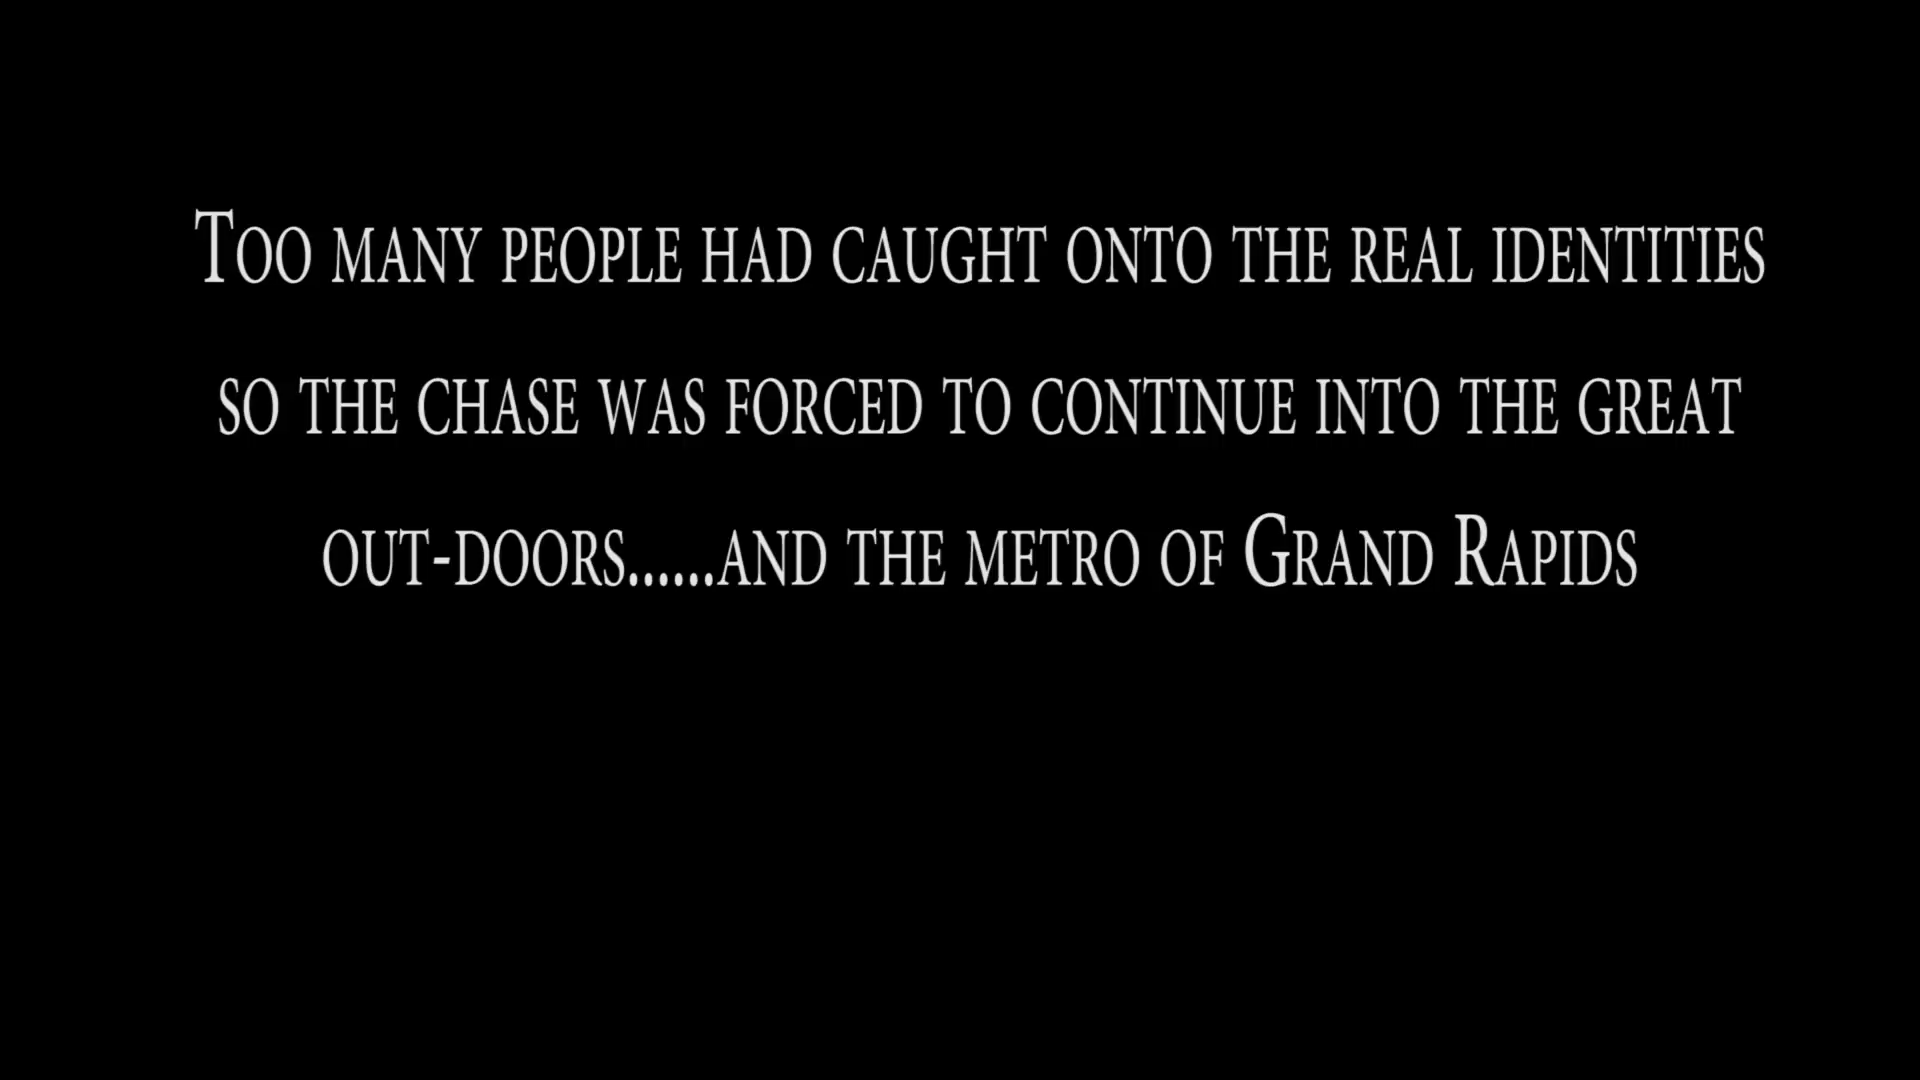 Too many people had caught onto the real identities
so the chase was forced to continue into the great
out-doors......and the metro of Grand Rapids